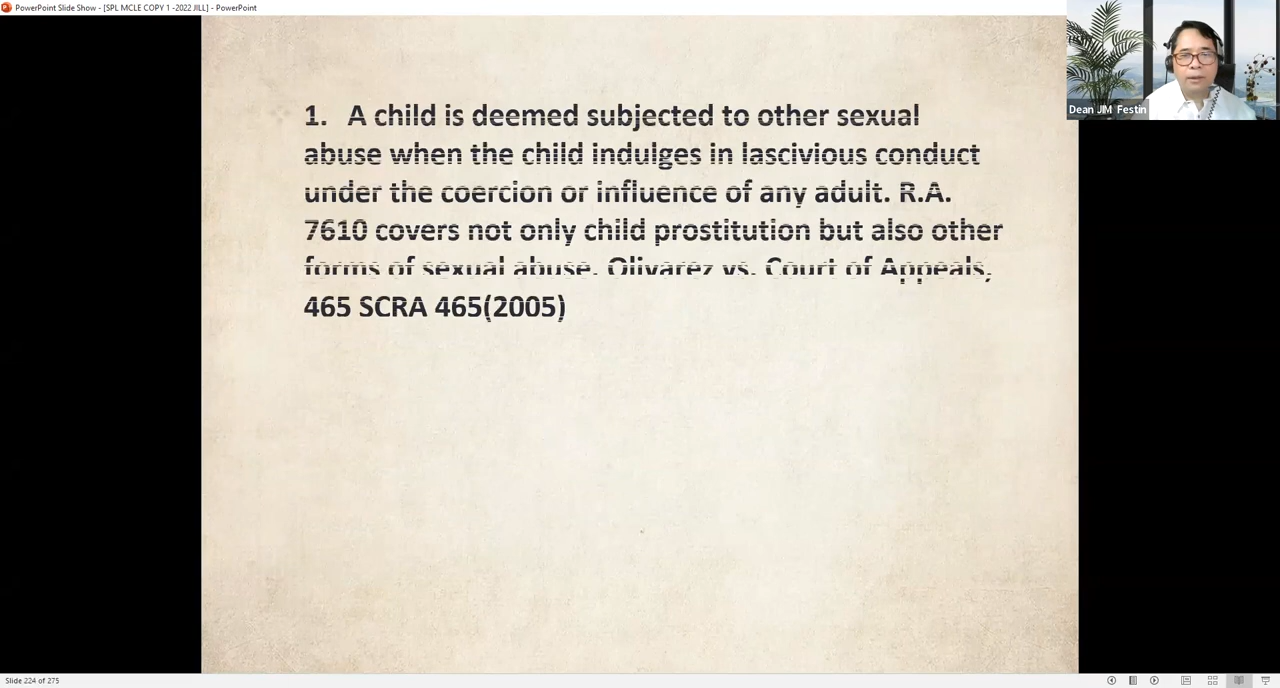 PowerPoint Slide Show - [SPL MCLE COPY 1 -2022 JILL] - PowerPoint
Dean JIM Festin
1. A child is deemed subjected to other sexual
abuse when the child indulges in lascivious conduct
under the coercion or influence of any adult. R.A.
7610 covers not only child prostitution but also other
forms of sexual abuse. Olivarez vs. Court of Appeals,
465 SCRA 465(2005)
Slide 224 of 275